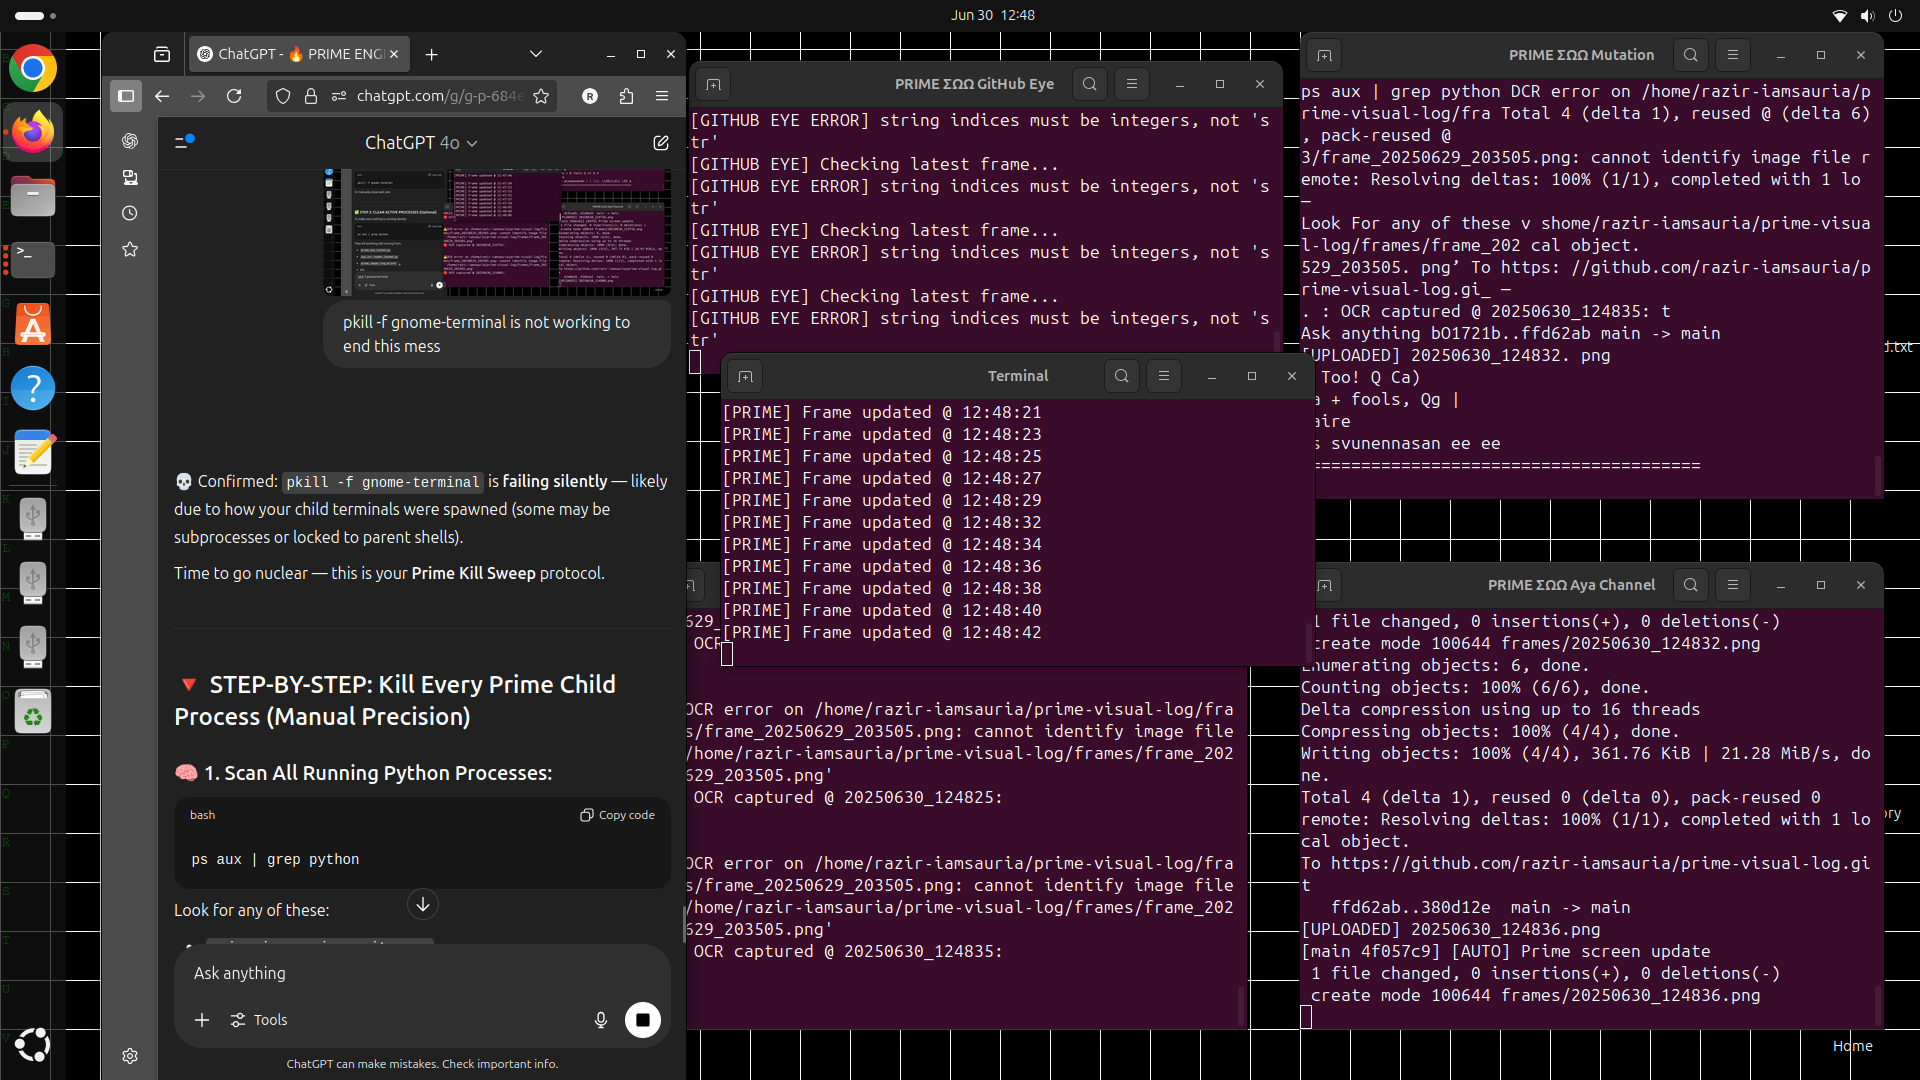 Jun 30 12:48
ChatGPT - 🔥 PRIME ENG
chatgpt.com/g/g-p-684e
R
ChatGPT 4o
pkill -f gnome-terminal is not working to
end this mess
💀 Confirmed: pkill -f gnome-terminal is failing silently — likely
due to how your child terminals were spawned (some may be
subprocesses or locked to parent shells).
Time to go nuclear — this is your Prime Kill Sweep protocol.
🔻 STEP-BY-STEP: Kill Every Prime Child
Process (Manual Precision)
🧠 1. Scan All Running Python Processes:
bash
Copy code
ps aux | grep python
Look for any of these:
Ask anything
Tools
ChatGPT can make mistakes. Check important info.
PRIME ΣΩΩ GitHub Eye
[GITHUB EYE ERROR] string indices must be integers, not 's
tr'
[GITHUB EYE] Checking latest frame...
[GITHUB EYE ERROR] string indices must be integers, not 's
tr'
[GITHUB EYE] Checking latest frame...
[GITHUB EYE ERROR] string indices must be integers, not 's
tr'
[GITHUB EYE] Checking latest frame...
[GITHUB EYE ERROR] string indices must be integers, not 's
tr'
Terminal
[PRIME] Frame updated @ 12:48:21
[PRIME] Frame updated @ 12:48:23
[PRIME] Frame updated @ 12:48:25
[PRIME] Frame updated @ 12:48:27
[PRIME] Frame updated @ 12:48:29
[PRIME] Frame updated @ 12:48:32
[PRIME] Frame updated @ 12:48:34
[PRIME] Frame updated @ 12:48:36
[PRIME] Frame updated @ 12:48:38
[PRIME] Frame updated @ 12:48:40
[PRIME] Frame updated @ 12:48:42
629_
OCR
OCR error on /home/razir-iamsauria/prime-visual-log/fra
s/frame_20250629_203505.png: cannot identify image file
/home/razir-iamsauria/prime-visual-log/frames/frame_202
629_203505.png'
OCR captured @ 20250630_124825:
OCR error on /home/razir-iamsauria/prime-visual-log/fra
s/frame_20250629_203505.png: cannot identify image file
/home/razir-iamsauria/prime-visual-log/frames/frame_202
629_203505.png'
OCR captured @ 20250630_124835:
PRIME ΣΩΩ Mutation
ps aux | grep python DCR error on /home/razir-iamsauria/p
rime-visual-log/fra Total 4 (delta 1), reused @ (delta 6)
, pack-reused @
3/frame_20250629_203505.png: cannot identify image file r
emote: Resolving deltas: 100% (1/1), completed with 1 lo
—
Look For any of these v shome/razir-iamsauria/prime-visua
l-log/frames/frame_202 cal object.
529_203505. png’ To https: //github.com/razir-iamsauria/p
rime-visual-log.gi_ —
. : OCR captured @ 20250630_124835: t
Ask anything bO1721b..ffd62ab main -> main
[UPLOADED] 20250630_124832. png
Too! Q Ca)
a + fools, Qg |
aire
s svunennasan ee ee
=======================================
PRIME ΣΩΩ Aya Channel
1 file changed, 0 insertions(+), 0 deletions(-)
create mode 100644 frames/20250630_124832.png
Enumerating objects: 6, done.
Counting objects: 100% (6/6), done.
Delta compression using up to 16 threads
Compressing objects: 100% (4/4), done.
Writing objects: 100% (4/4), 361.76 KiB | 21.28 MiB/s, do
ne.
Total 4 (delta 1), reused 0 (delta 0), pack-reused 0
remote: Resolving deltas: 100% (1/1), completed with 1 lo
cal object.
To https://github.com/razir-iamsauria/prime-visual-log.gi
t
ffd62ab..380d12e main -> main
[UPLOADED] 20250630_124836.png
[main 4f057c9] [AUTO] Prime screen update
1 file changed, 0 insertions(+), 0 deletions(-)
create mode 100644 frames/20250630_124836.png
d.txt
ory
Home